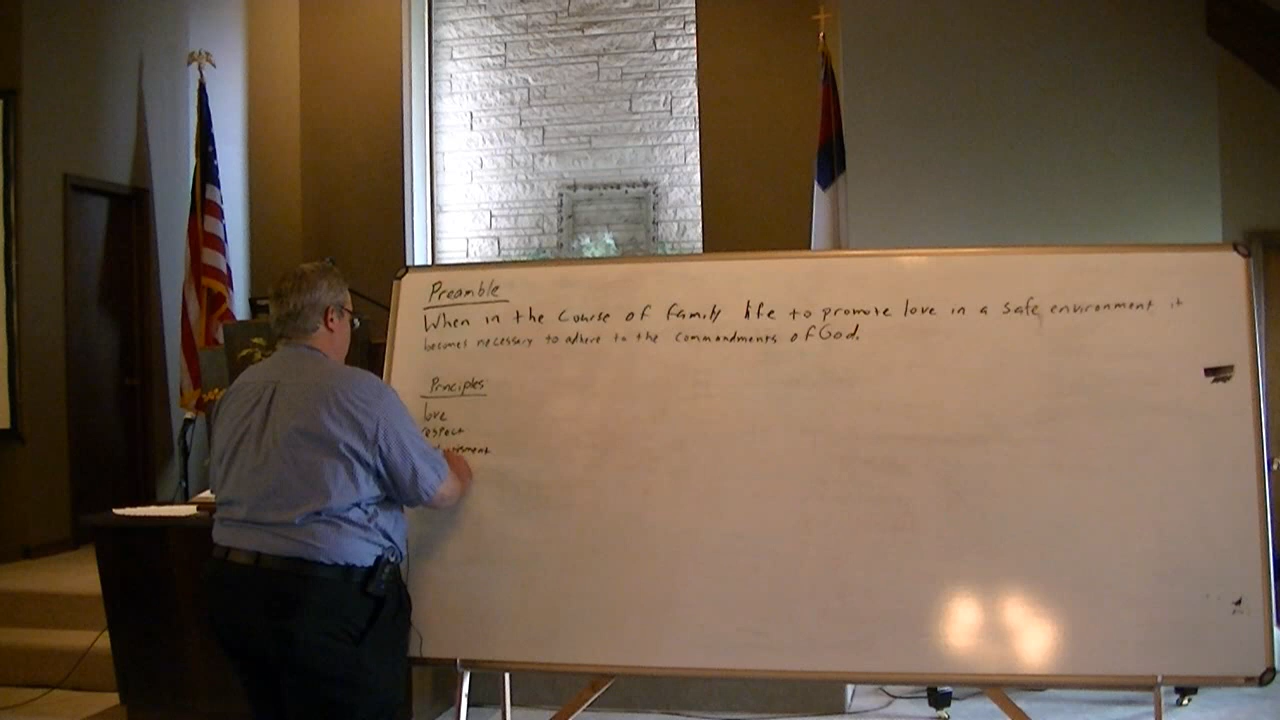 Preamble
When in the course of family life to promote love in a safe environment it
becomes necessary to adhere to the commandments of God.
Principles
love
respect